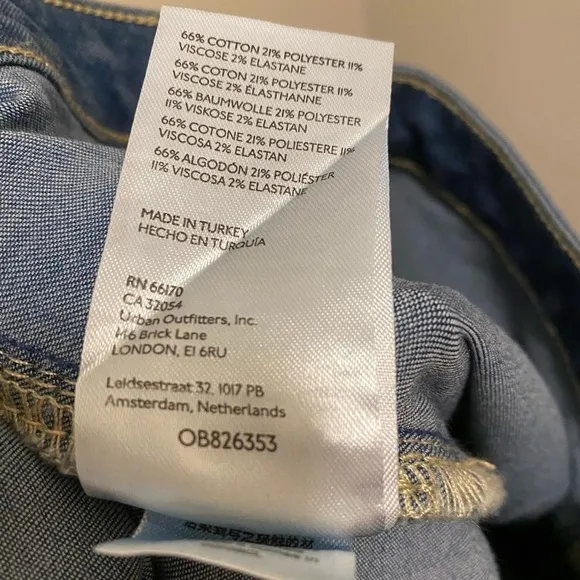 66% COTTON 21% POLYESTER 11%
VISCOSE 2% ELASTANE
66% COTON 21% POLYESTER 11%
VISCOSE 2% ÉLASTHANNE
66% BAUMWOLLE 21% POLYESTER
11% VISKOSE 2% ELASTAN
66% COTONE 21% POLIESTERE 11%
VISCOSA 2% ELASTAN
66% ALGODÓN 21% POLIÉSTER
11% VISCOSA 2% ELASTAN
MADE IN TURKEY
HECHO EN TURQUÍA
RN 66170
CA 32054
Urban Outfitters, Inc.
146 Brick Lane
LONDON, E1 6RU
Leidsestraat 32, 1017 PB
Amsterdam, Netherlands
OB826353